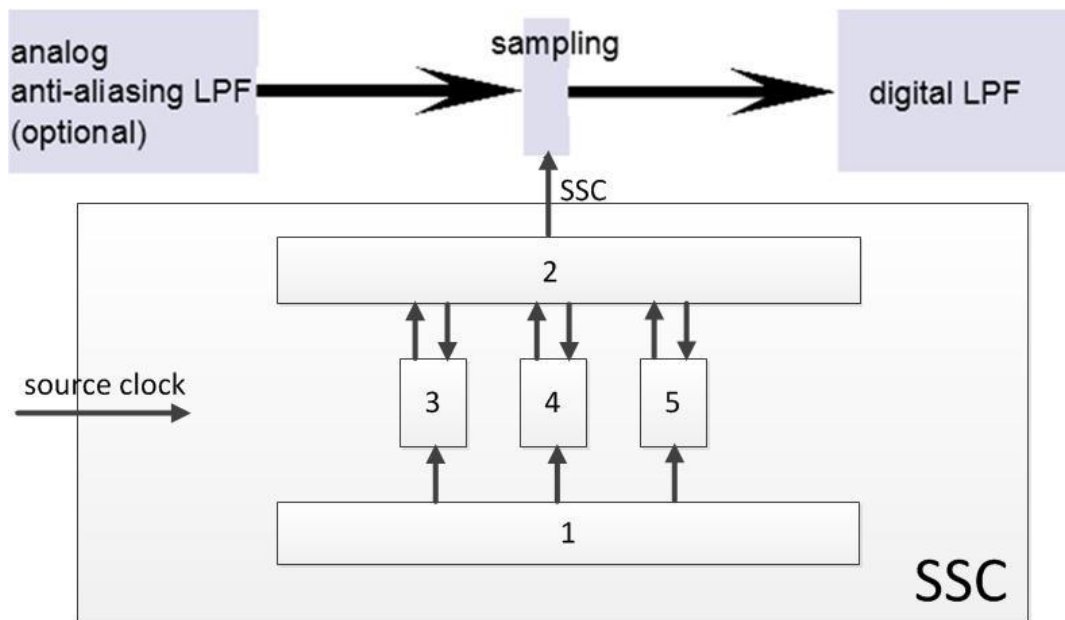 analog
anti-aliasing LPF
(optional)
sampling
digital LPF
SSC
2
source clock
3
4
5
1
SSC